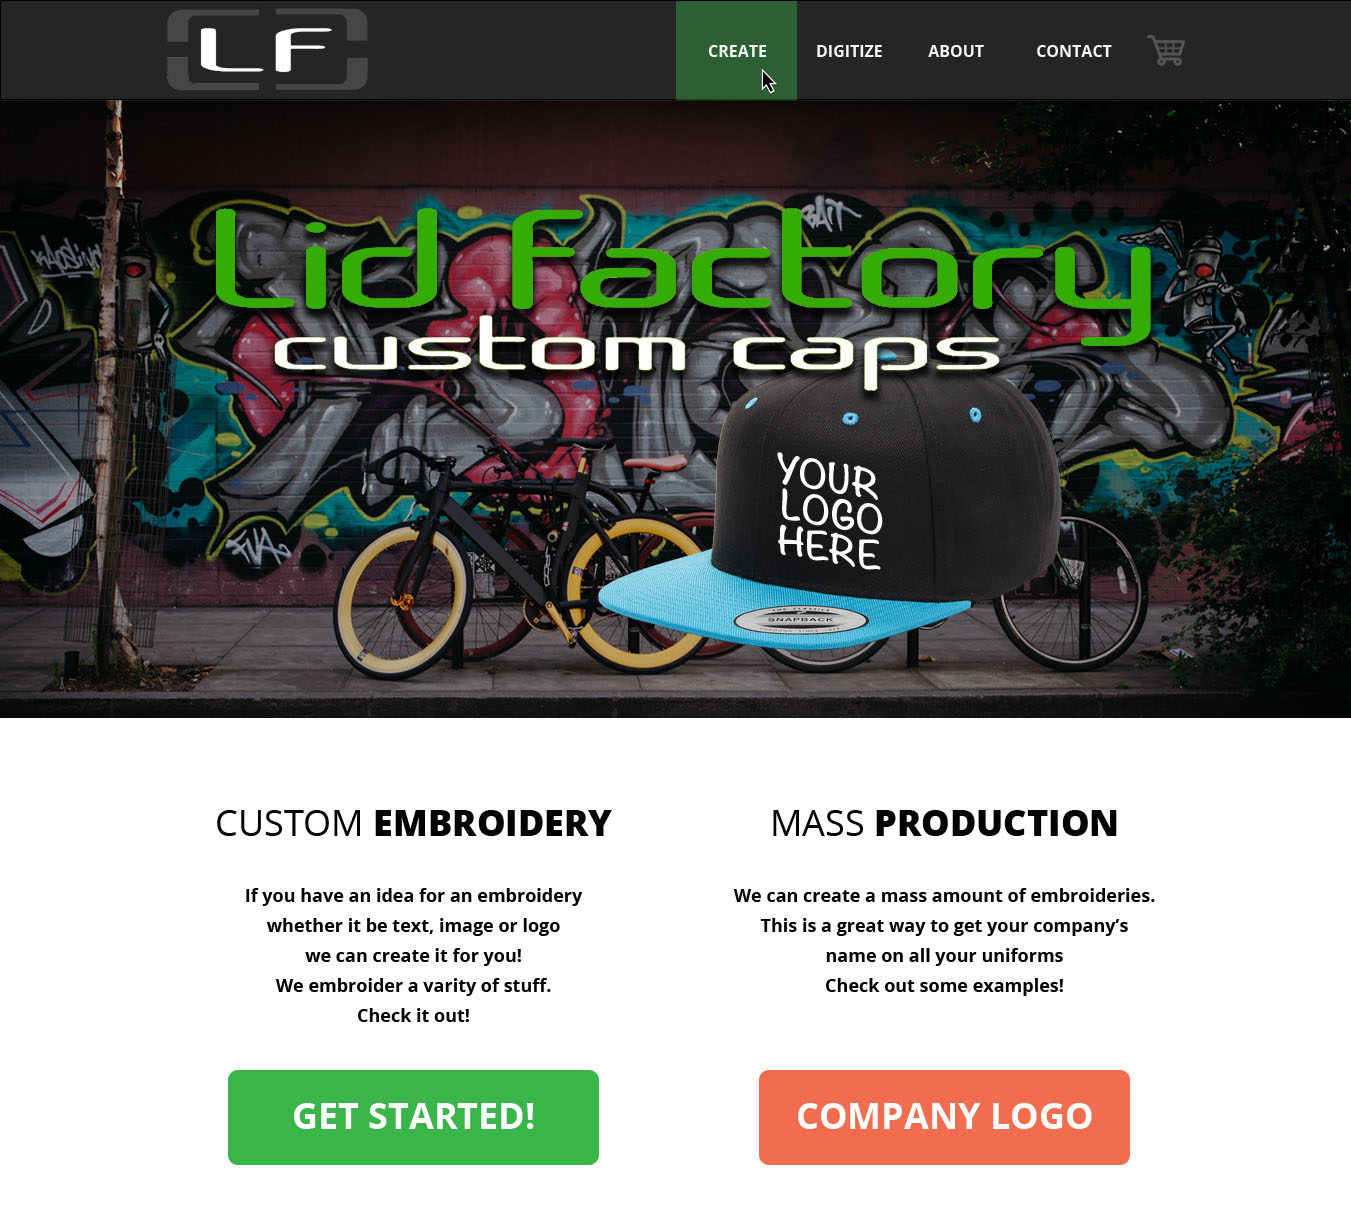 LF
CREATE DIGITIZE ABOUT CONTACT
Lid Factory
custom caps
YOUR
LOGO
HERE
THE CLASSICS
SNAPBACK
CUSTOM EMBROIDERY
If you have an idea for an embroidery
whether it be text, image or logo
we can create it for you!
We embroider a varity of stuff.
Check it out!
GET STARTED!
MASS PRODUCTION
We can create a mass amount of embroideries.
This is a great way to get your company’s
name on all your uniforms
Check out some examples!
COMPANY LOGO